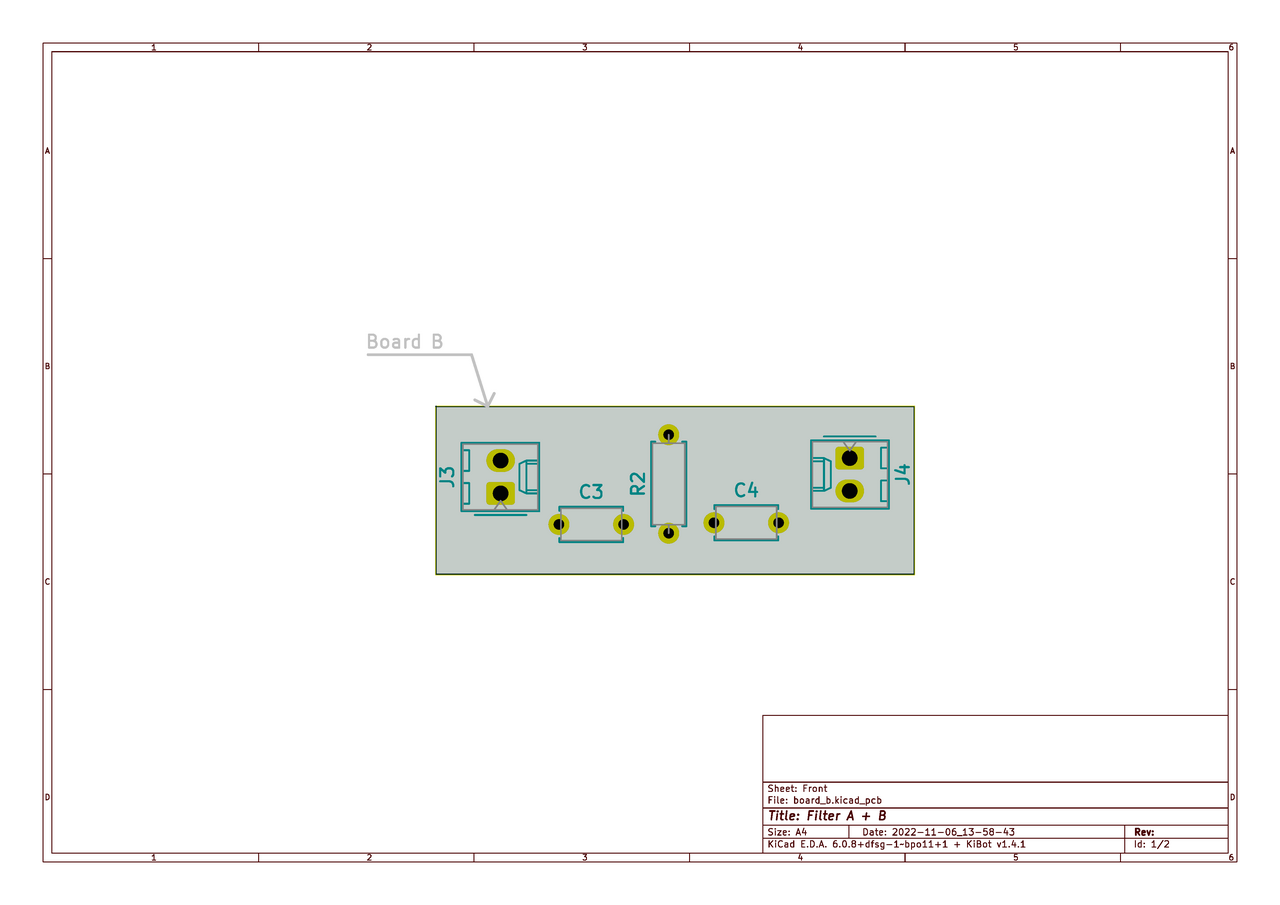 1 2 3 4 5 6
A A
Board B
B B
J3
R2
J4
C3
C4
C C
Sheet: Front
File: board_b.kicad_pcb
D D
Title: Filter A + B
Size: A4 Date: 2022-11-06_13-58-43 Rev:
KiCad E.D.A. 6.0.8+dfsg-1-bpo11+1 + KiBot v1.4.1 Id: 1/2
1 2 3 4 5 6